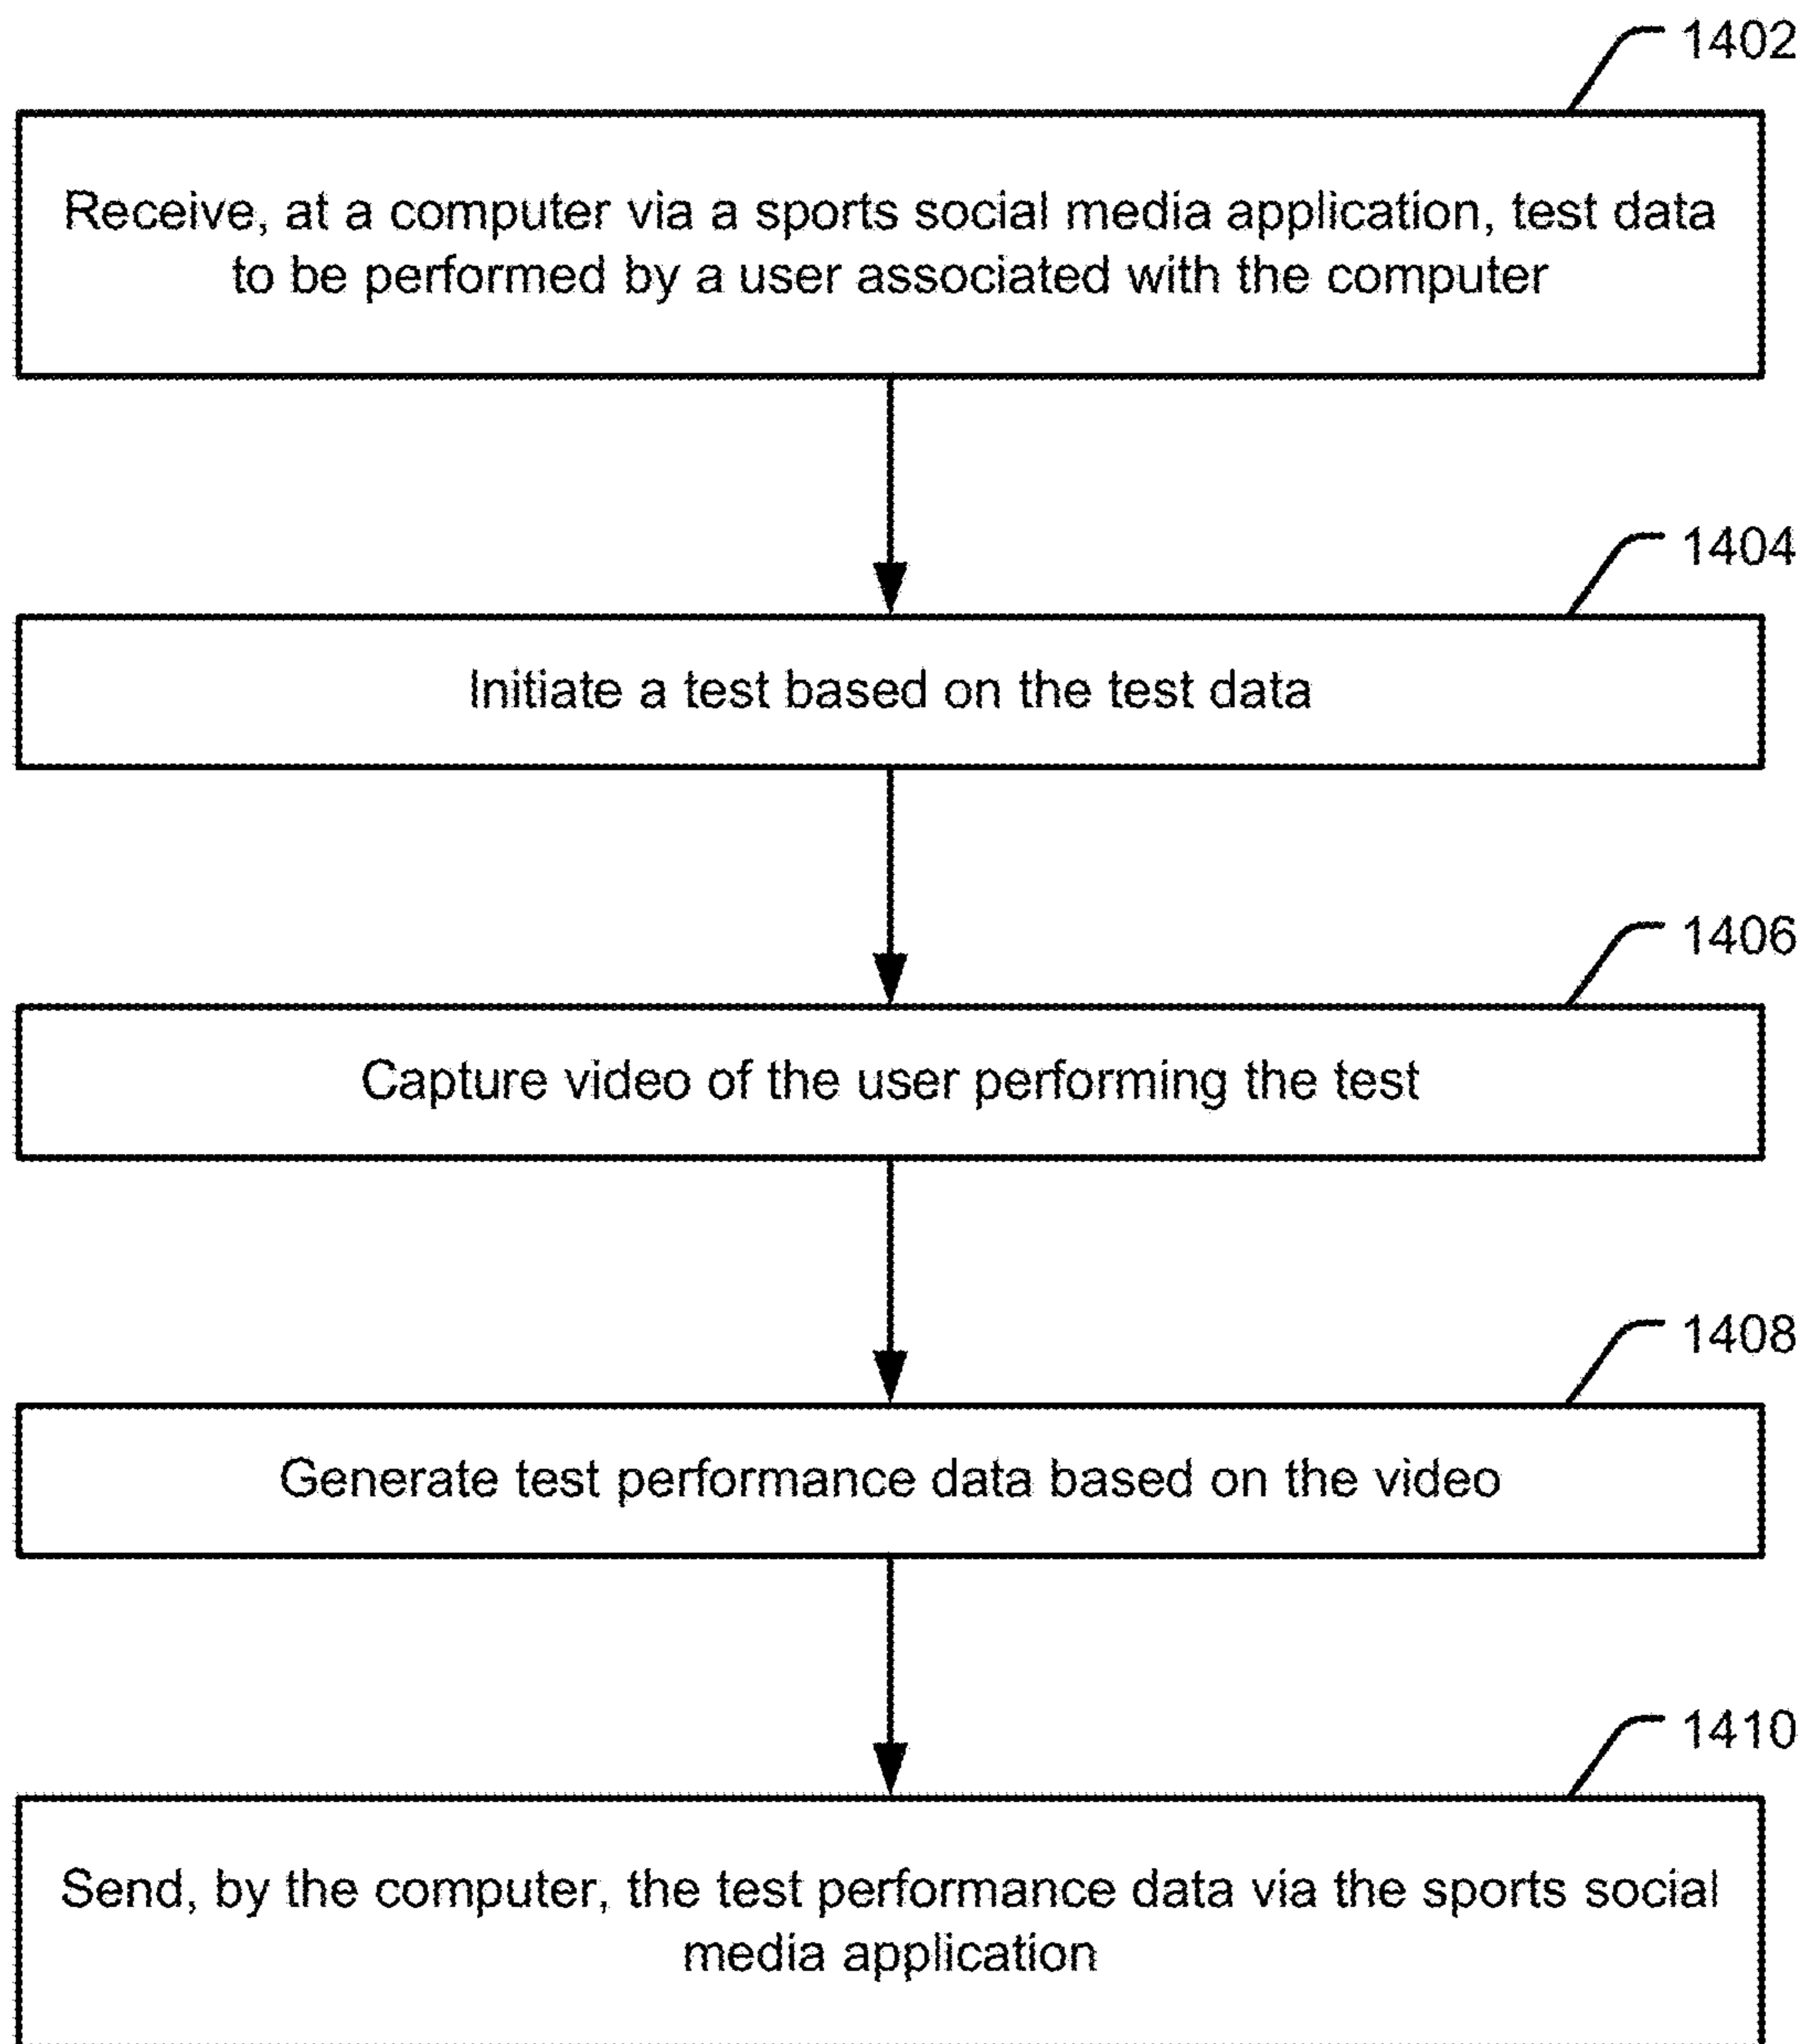 1402
Receive, at a computer via a sports social media application, test data
to be performed by a user associated with the computer
1404
Initiate a test based on the test data
1406
Capture video of the user performing the test
1408
Generate test performance data based on the video
1410
Send, by the computer, the test performance data via the sports social
media application